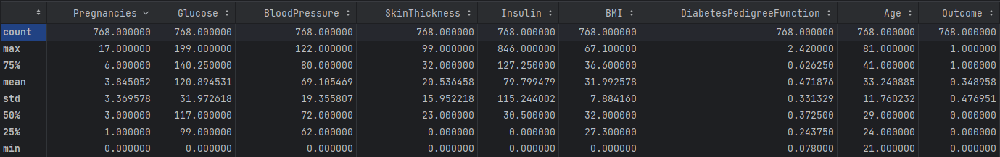 Pregnancies Glucose BloodPressure SkinThickness Insulin BMI DiabetesPedigreeFunction Age Outcome
count 768.000000 768.000000 768.000000 768.000000 768.000000 768.000000 768.000000 768.000000 768.000000
max 17.000000 199.000000 122.000000 99.000000 846.000000 67.100000 2.420000 81.000000 1.000000
75% 6.000000 140.250000 80.000000 32.000000 127.250000 36.600000 0.626250 41.000000 1.000000
mean 3.845052 120.894531 69.105469 20.536458 79.799479 31.992578 0.471876 33.240885 0.348958
std 3.369578 31.972618 19.355807 15.952218 115.244002 7.884160 0.331329 11.760232 0.476951
50% 3.000000 117.000000 72.000000 23.000000 30.500000 32.000000 0.372500 29.000000 0.000000
25% 1.000000 99.000000 62.000000 0.000000 0.000000 27.300000 0.243750 24.000000 0.000000
min 0.000000 0.000000 0.000000 0.000000 0.000000 0.000000 0.078000 21.000000 0.000000